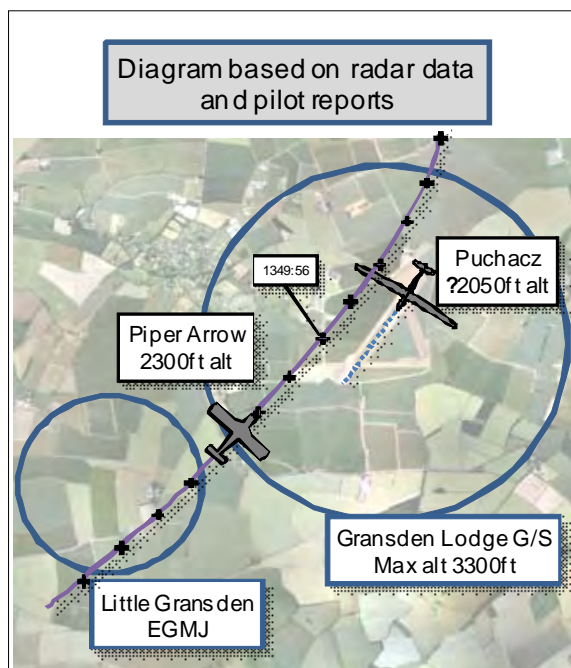 Diagram based on radar data
and pilot reports
Puchacz
?2050ft alt
1349:56
Piper Arrow
2300ft alt
Gransden Lodge G/S
Max alt 3300ft
Little Gransden
EGMJ